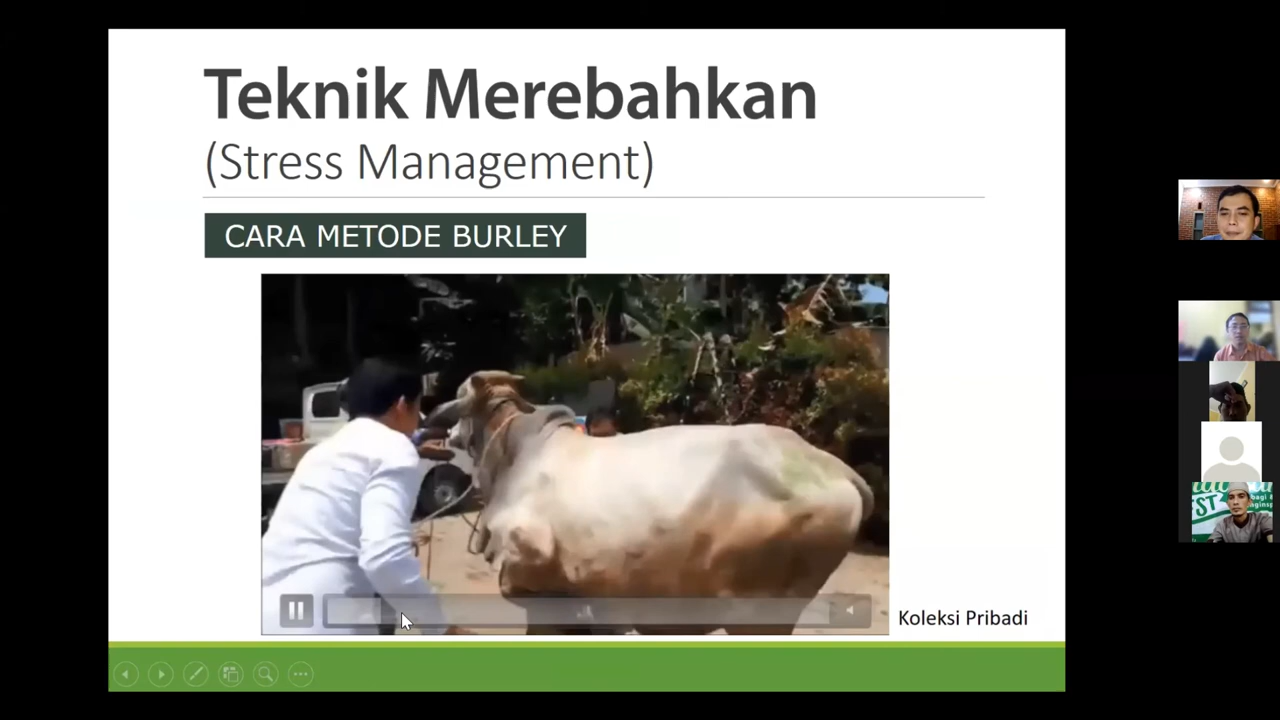 Teknik Merebahkan
(Stress Management)
CARA METODE BURLEY
Koleksi Pribadi